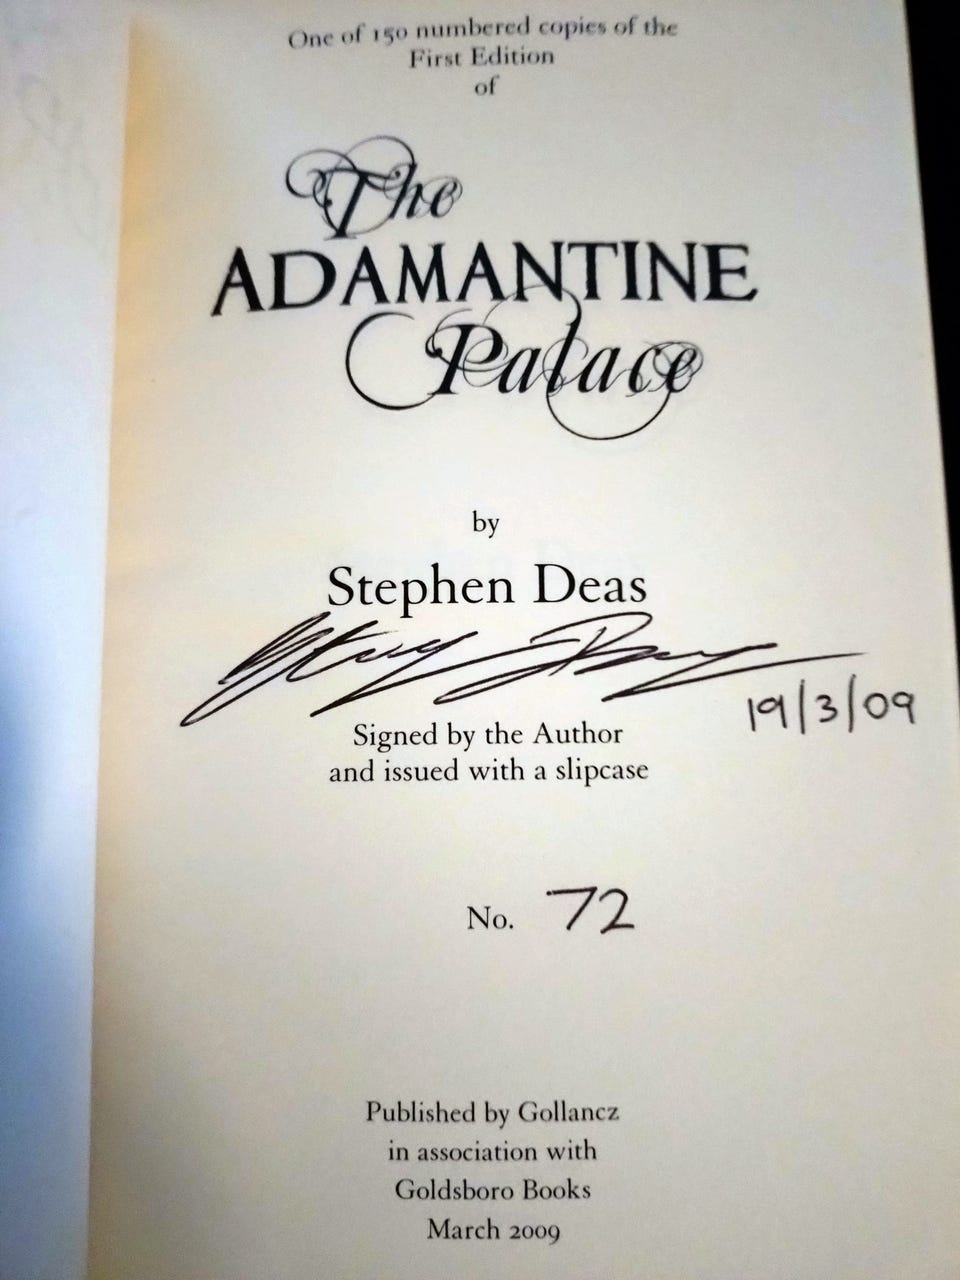 One of 150 numbered copies of the
First Edition
of
The
ADAMANTINE
Palace
by
Stephen Deas
Signed by the Author
19/3/09
and issued with a slipcase
No. 72
Published by Gollancz
in association with
Goldsboro Books
March 2009